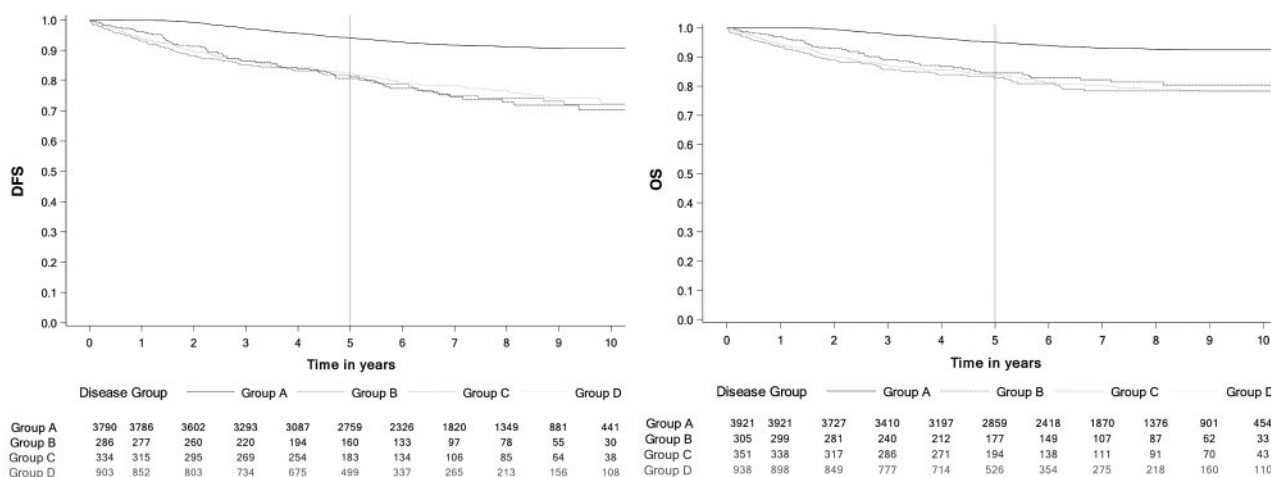 DFS
1.0
0.9
0.8
0.7
0.6
0.5
0.4
0.3
0.2
0.1
0.0
0 1 2 3 4 5 6 7 8 9 10
Time in years
Disease Group Group A Group B Group C Group D
Group A 3790 3786 3602 3293 3087 2759 2326 1820 1349 881 441
Group B 286 277 260 220 194 160 133 97 78 55 30
Group C 334 315 295 269 254 183 134 106 85 64 38
Group D 903 852 803 734 675 499 337 265 213 156 108
OS
1.0
0.9
0.8
0.7
0.6
0.5
0.4
0.3
0.2
0.1
0.0
0 1 2 3 4 5 6 7 8 9 10
Time in years
Disease Group Group A Group B Group C Group D
Group A 3921 3921 3727 3410 3197 2859 2418 1870 1376 901 454
Group B 305 299 281 240 212 177 149 107 87 62 33
Group C 351 338 317 286 271 194 138 111 91 70 43
Group D 938 898 849 777 714 526 354 275 218 160 110